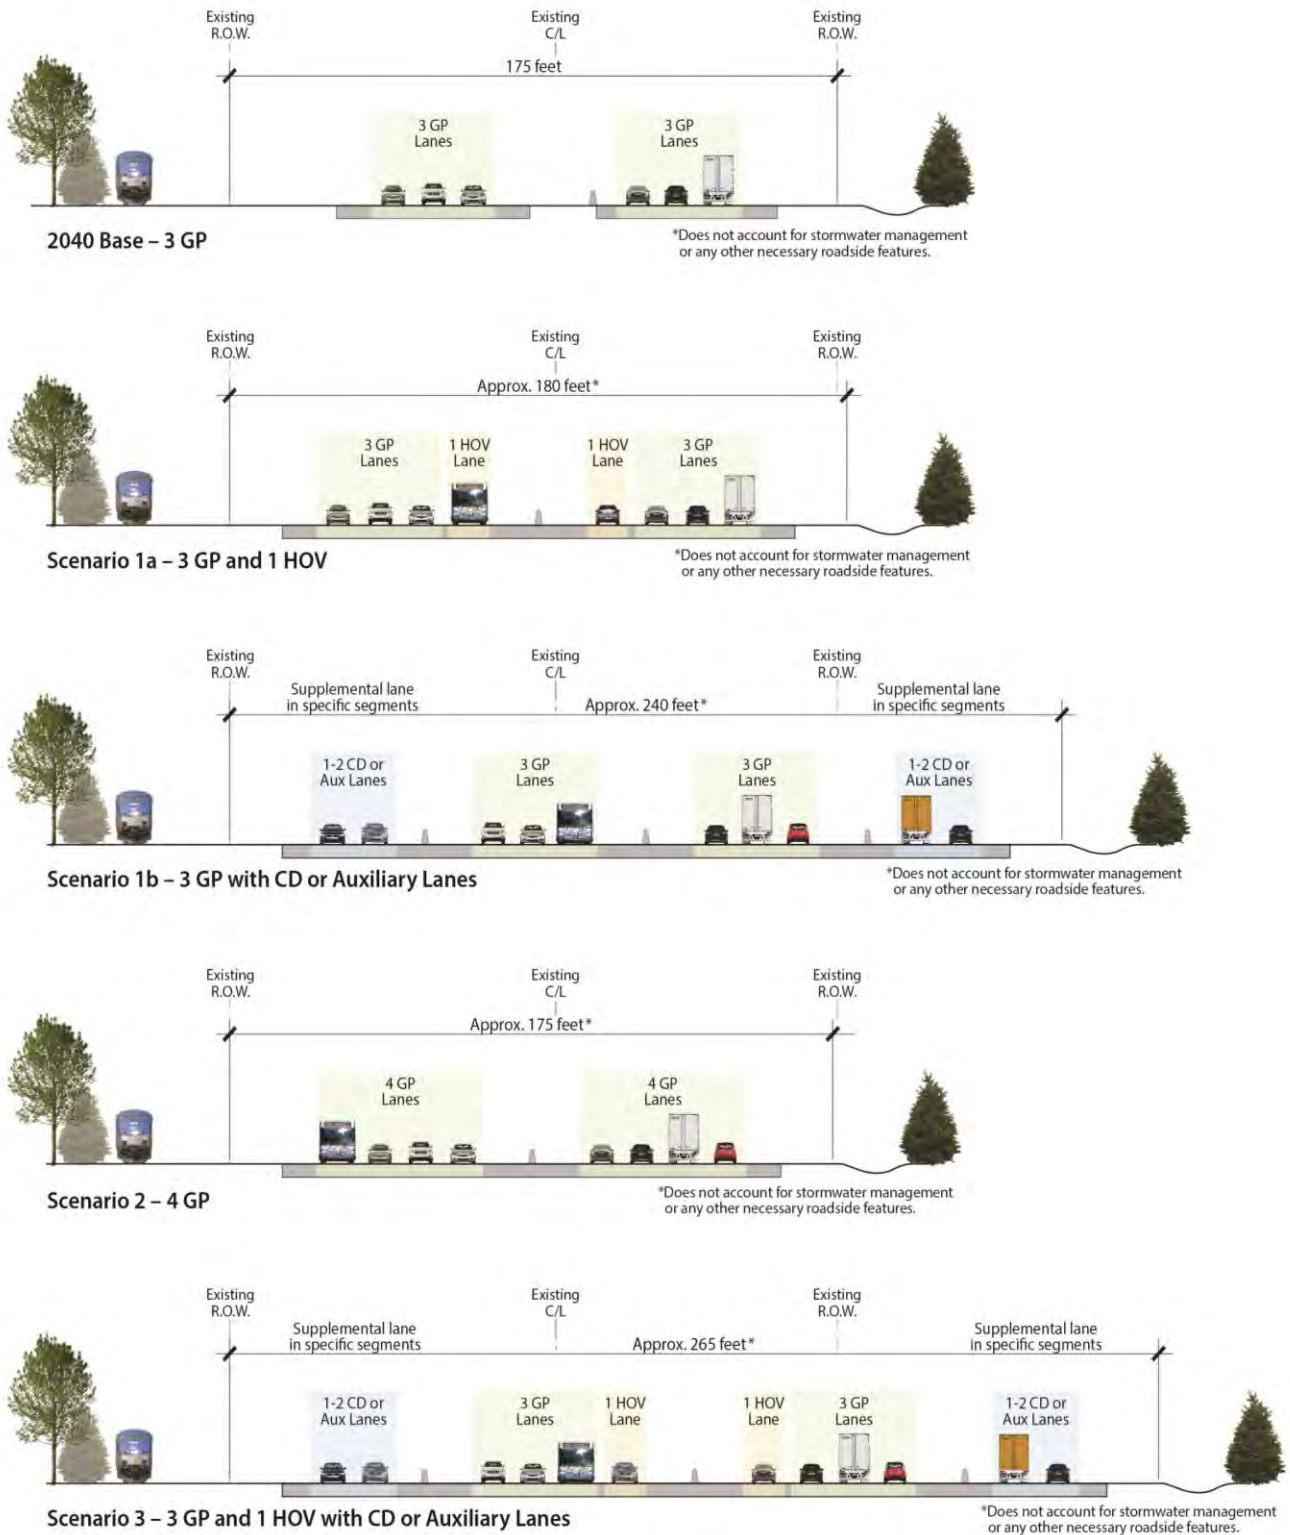 Existing
R.O.W.
Existing
C/L
Existing
R.O.W.
175 feet
3 GP
Lanes
3 GP
Lanes
2040 Base – 3 GP
*Does not account for stormwater management
or any other necessary roadside features.
Existing
R.O.W.
Existing
C/L
Existing
R.O.W.
Approx. 180 feet*
3 GP
Lanes
1 HOV
Lane
1 HOV
Lane
3 GP
Lanes
Scenario 1a – 3 GP and 1 HOV
*Does not account for stormwater management
or any other necessary roadside features.
Existing
R.O.W.
Existing
C/L
Existing
R.O.W.
Supplemental lane
in specific segments
Approx. 240 feet*
Supplemental lane
in specific segments
1-2 CD or
Aux Lanes
3 GP
Lanes
3 GP
Lanes
1-2 CD or
Aux Lanes
Scenario 1b – 3 GP with CD or Auxiliary Lanes
*Does not account for stormwater management
or any other necessary roadside features.
Existing
R.O.W.
Existing
C/L
Existing
R.O.W.
Approx. 175 feet*
4 GP
Lanes
4 GP
Lanes
Scenario 2 – 4 GP
*Does not account for stormwater management
or any other necessary roadside features.
Existing
R.O.W.
Existing
C/L
Existing
R.O.W.
Supplemental lane
in specific segments
Approx. 265 feet*
Supplemental lane
in specific segments
1-2 CD or
Aux Lanes
3 GP
Lanes
1 HOV
Lane
1 HOV
Lane
3 GP
Lanes
1-2 CD or
Aux Lanes
Scenario 3 – 3 GP and 1 HOV with CD or Auxiliary Lanes
*Does not account for stormwater management
or any other necessary roadside features.